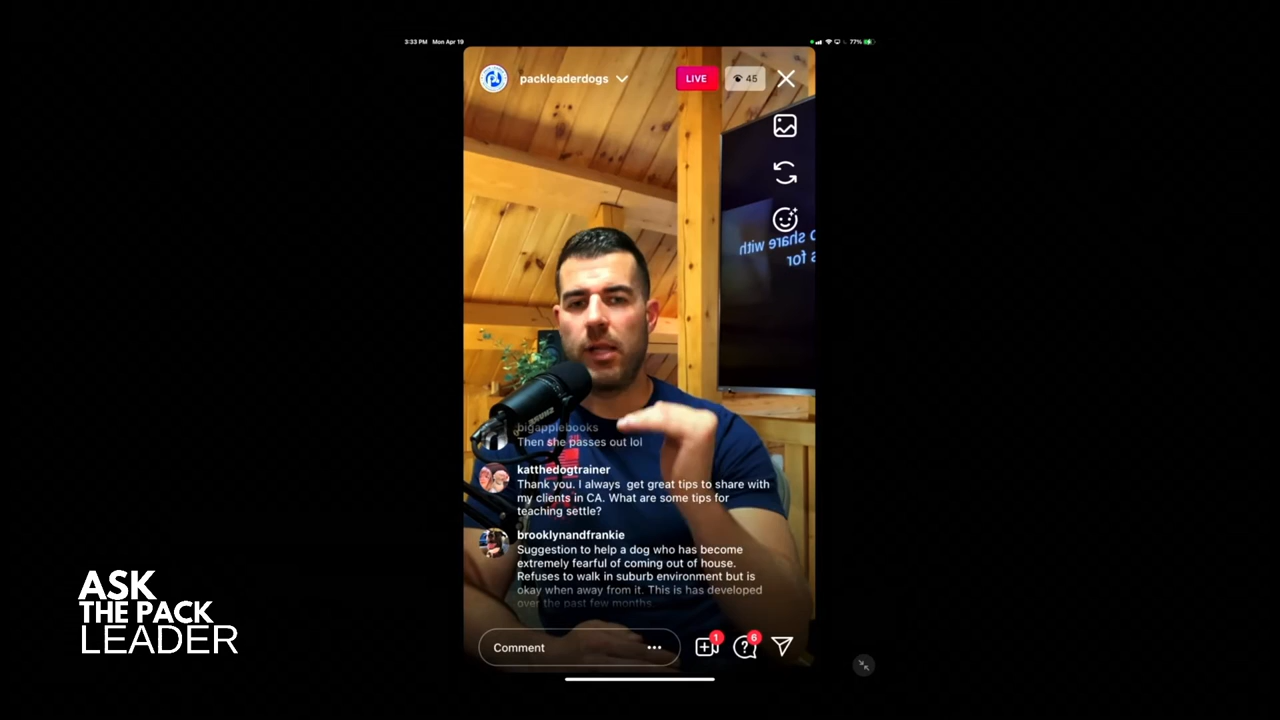 3:33 PM Mon Apr 19
77%
packleaderdogs
LIVE
45
o share with
s for
SHURE
bigapplebooks
Then she passes out lol
katthedogtrainer
Thank you. I always get great tips to share with
my clients in CA. What are some tips for
teaching settle?
brooklynandfrankie
Suggestion to help a dog who has become
extremely fearful of coming out of house.
Refuses to walk in suburb environment but is
okay when away from it. This is has developed
over the past few months.
Comment
1
6
ASK
THE PACK
LEADER